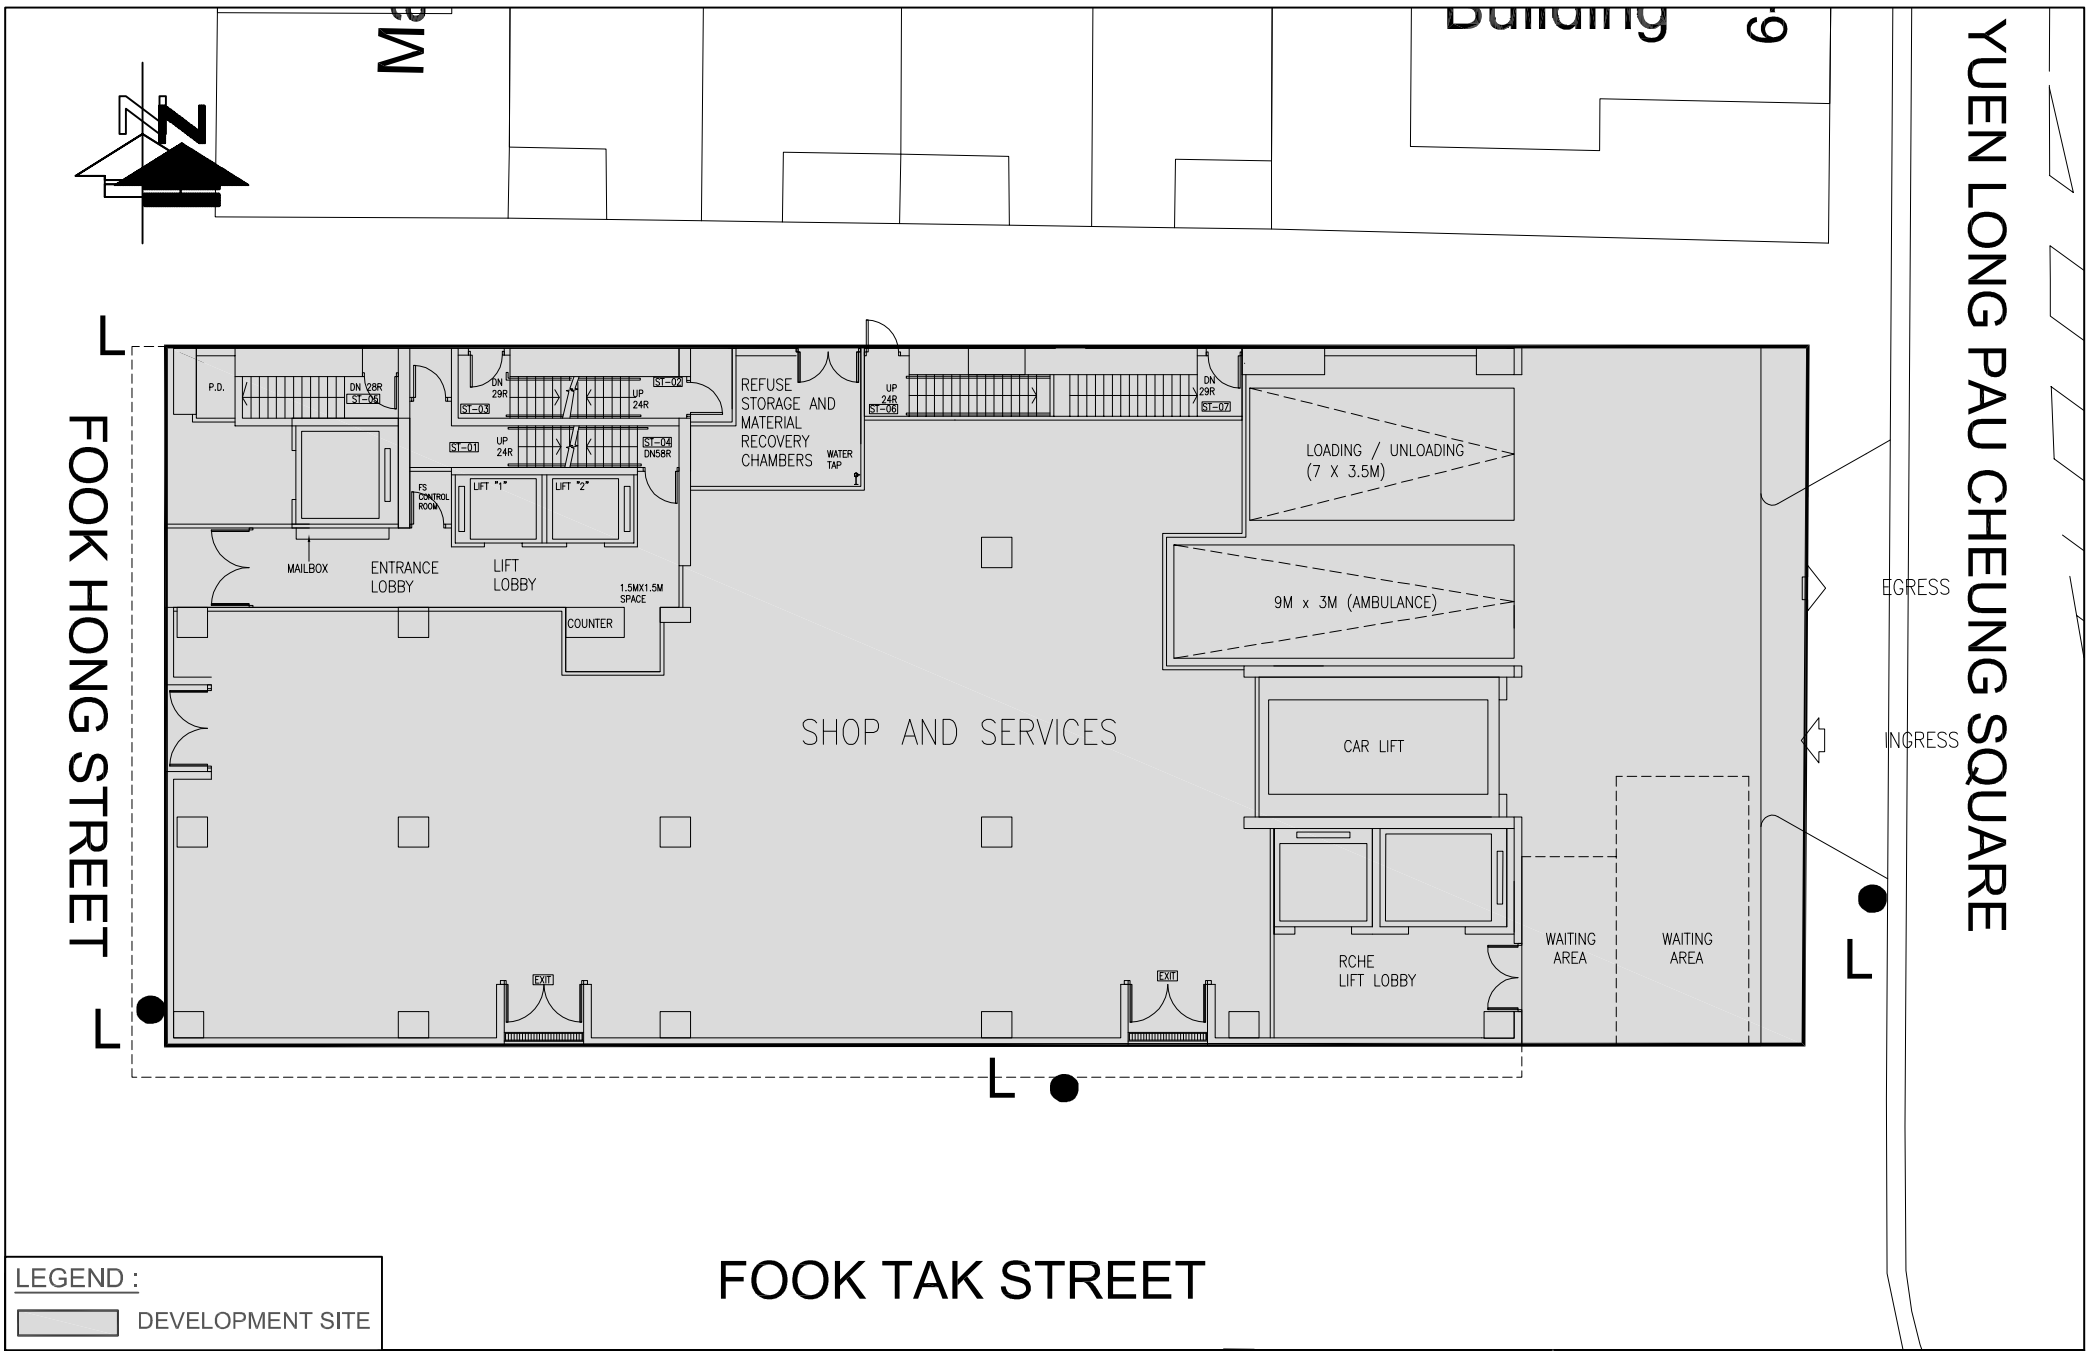 Ma
Building
69
N
Z
YUEN LONG PAU CHEUNG SQUARE
L
FOOK HONG STREET
P.D.
DN 28R
ST-05
DN
29R
ST-03
ST-02
UP
24R
ST-01
UP
24R
ST-04
DN58R
REFUSE
STORAGE AND
MATERIAL
RECOVERY
CHAMBERS
WATER
TAP
UP
24R
ST-06
DN
29R
ST-07
LOADING / UNLOADING
(7 X 3.5M)
FS
CONTROL
ROOM
LIFT "1"
LIFT "2"
MAILBOX
ENTRANCE
LOBBY
LIFT
LOBBY
1.5MX1.5M
SPACE
COUNTER
9M x 3M (AMBULANCE)
EGRESS
SHOP AND SERVICES
CAR LIFT
INGRESS
WAITING
AREA
WAITING
AREA
RCHE
LIFT LOBBY
EXIT
EXIT
L
L
L
FOOK TAK STREET
LEGEND :
DEVELOPMENT SITE